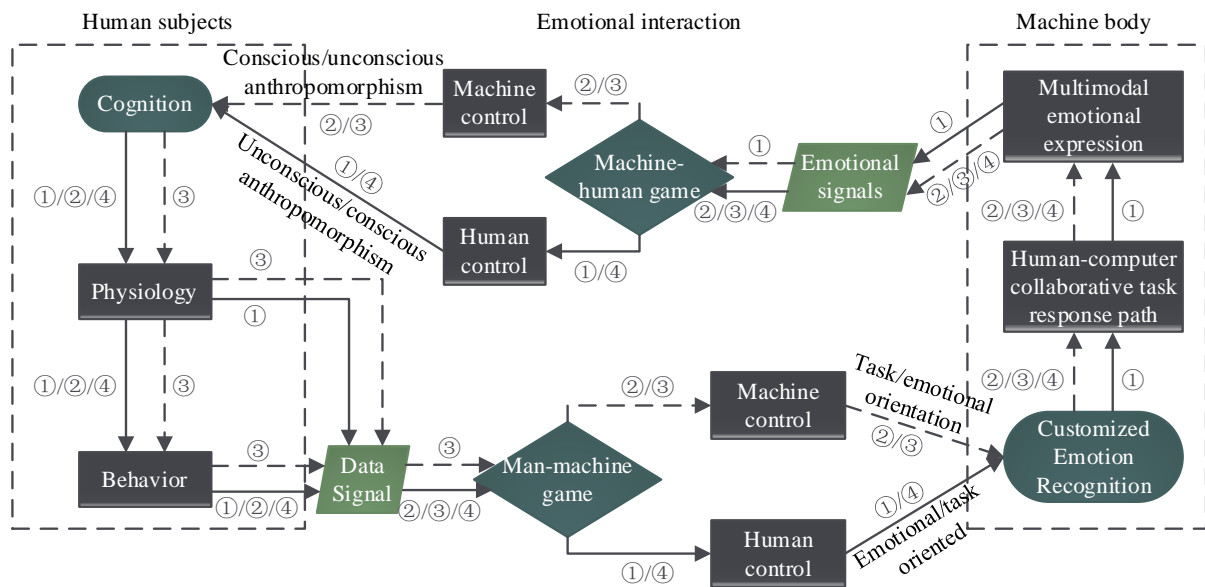 Human subjects
Emotional interaction
Machine body
Conscious/unconscious
anthropomorphism
②/③
Machine
control
②/③
Cognition
Unconscious/conscious
anthropomorphism
①/④
Human
control
①/④
Machine-
human game
①
②/③/④
Emotional
signals
①
②/③/④
Multimodal
emotional
expression
②/③/④
①
Human-computer
collaborative task
response path
②/③/④
①
Customized
Emotion
Recognition
①/②/④
③
Physiology
③
①
①/②/④
③
Behavior
③
①/②/④
Data
Signal
③
②/③/④
Man-machine
game
②/③
Machine
control
Task/emotional
orientation
②/③
①/④
Human
control
①/④
Emotional/task
oriented